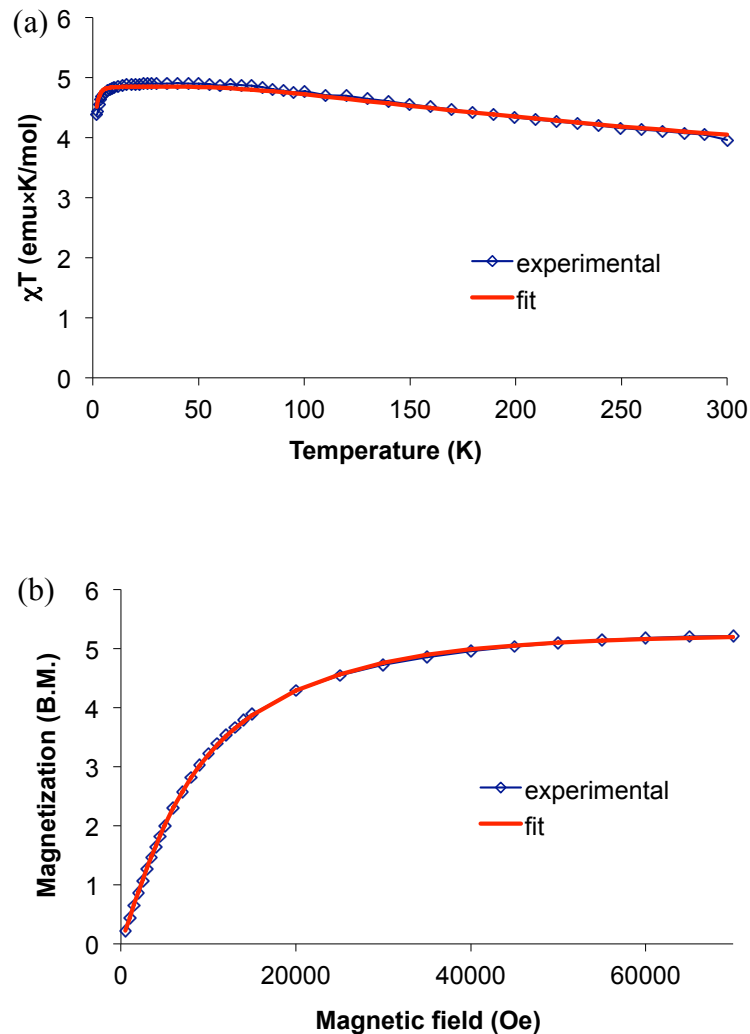 (a)
6
5
4
3
2
1
0
χT (emu×K/mol)
experimental
fit
0 50 100 150 200 250 300
Temperature (K)
(b)
6
5
4
3
2
1
0
Magnetization (B.M.)
experimental
fit
0 20000 40000 60000
Magnetic field (Oe)